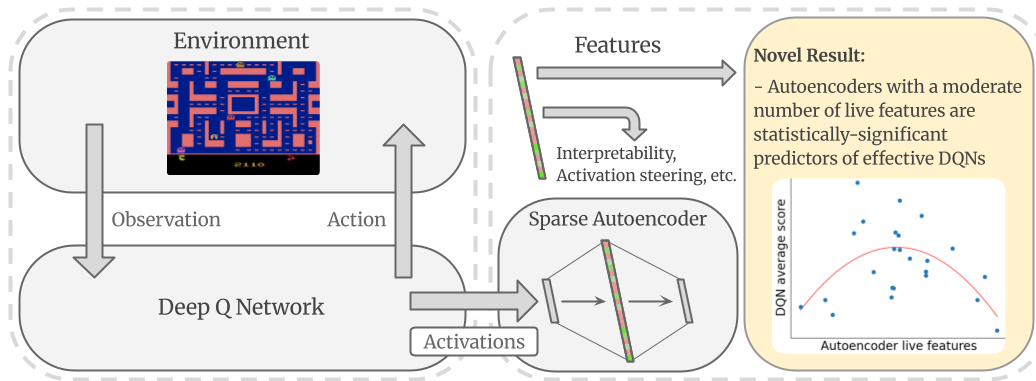 Environment
2110
Observation
Action
Deep Q Network
Activations
Features
Interpretability,
Activation steering, etc.
Sparse Autoencoder
Novel Result:
- Autoencoders with a moderate
number of live features are
statistically-significant
predictors of effective DQNs
DQN average score
Autoencoder live features